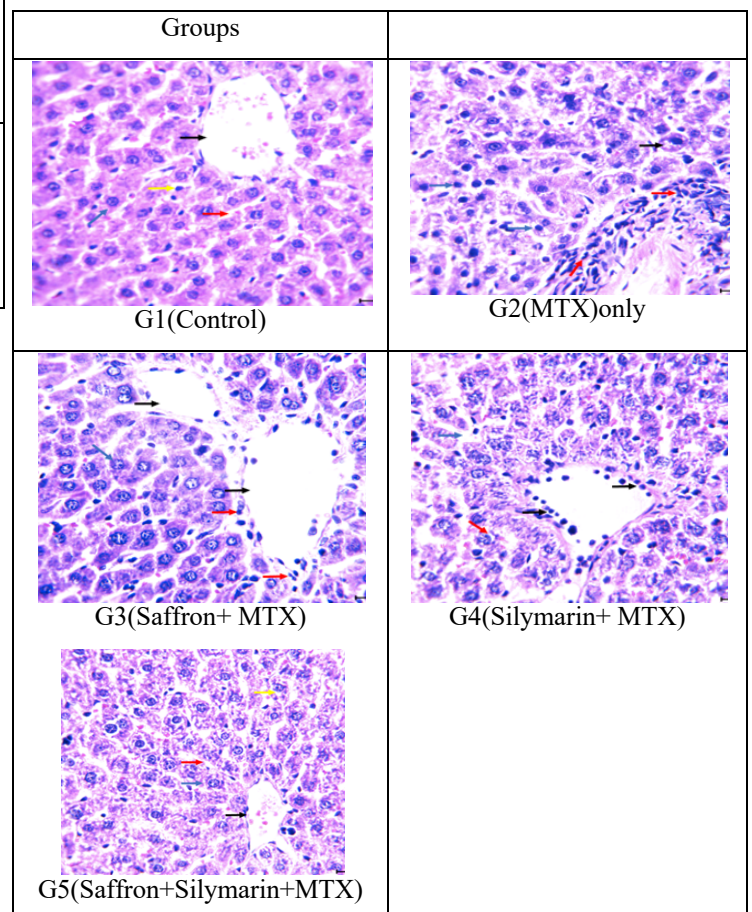 Groups
G1(Control)
G2(MTX)only
G3(Saffron+ MTX)
G4(Silymarin+ MTX)
G5(Saffron+Silymarin+MTX)